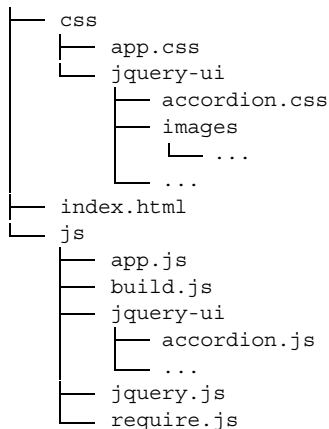 css
app.css
jquery-ui
accordion.css
images
...
...
index.html
js
app.js
build.js
jquery-ui
accordion.js
...
jquery.js
require.js